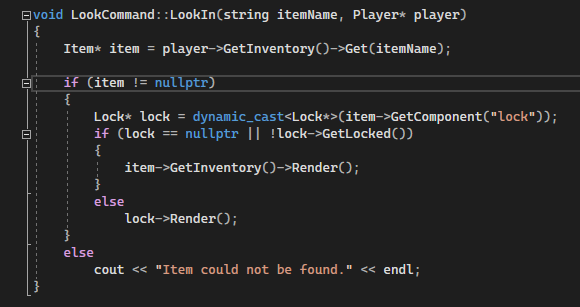 void LookCommand::LookIn(string itemName, Player* player)
{
Item* item = player->GetInventory()->Get(itemName);
if (item != nullptr)
{
Lock* lock = dynamic_cast<Lock*>(item->GetComponent("lock"));
if (lock == nullptr || !lock->GetLocked())
{
item->GetInventory()->Render();
}
else
lock->Render();
}
else
cout << "Item could not be found." << endl;
}